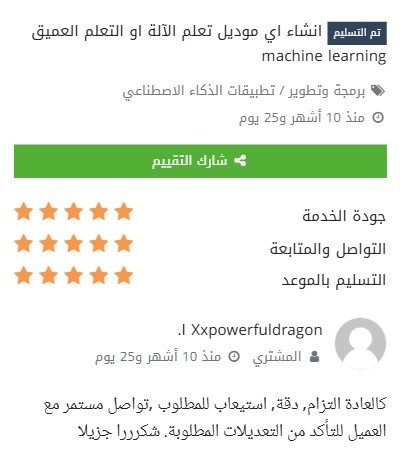 تم التسليم انشاء اي موديل تعلم الآلة او التعلم العميق
machine learning
برمجة وتطوير / تطبيقات الذكاء الاصطناعي
منذ 10 أشهر و25 يوم
شارك التقييم
جودة الخدمة
التواصل والمتابعة
التسليم بالموعد
Xxpowerfuldragon ا.
المشتري منذ 10 أشهر و25 يوم
كالعادة التزام, دقة, استيعاب للمطلوب ,تواصل مستمر مع
العميل للتأكد من التعديلات المطلوبة. شكرررا جزيلا